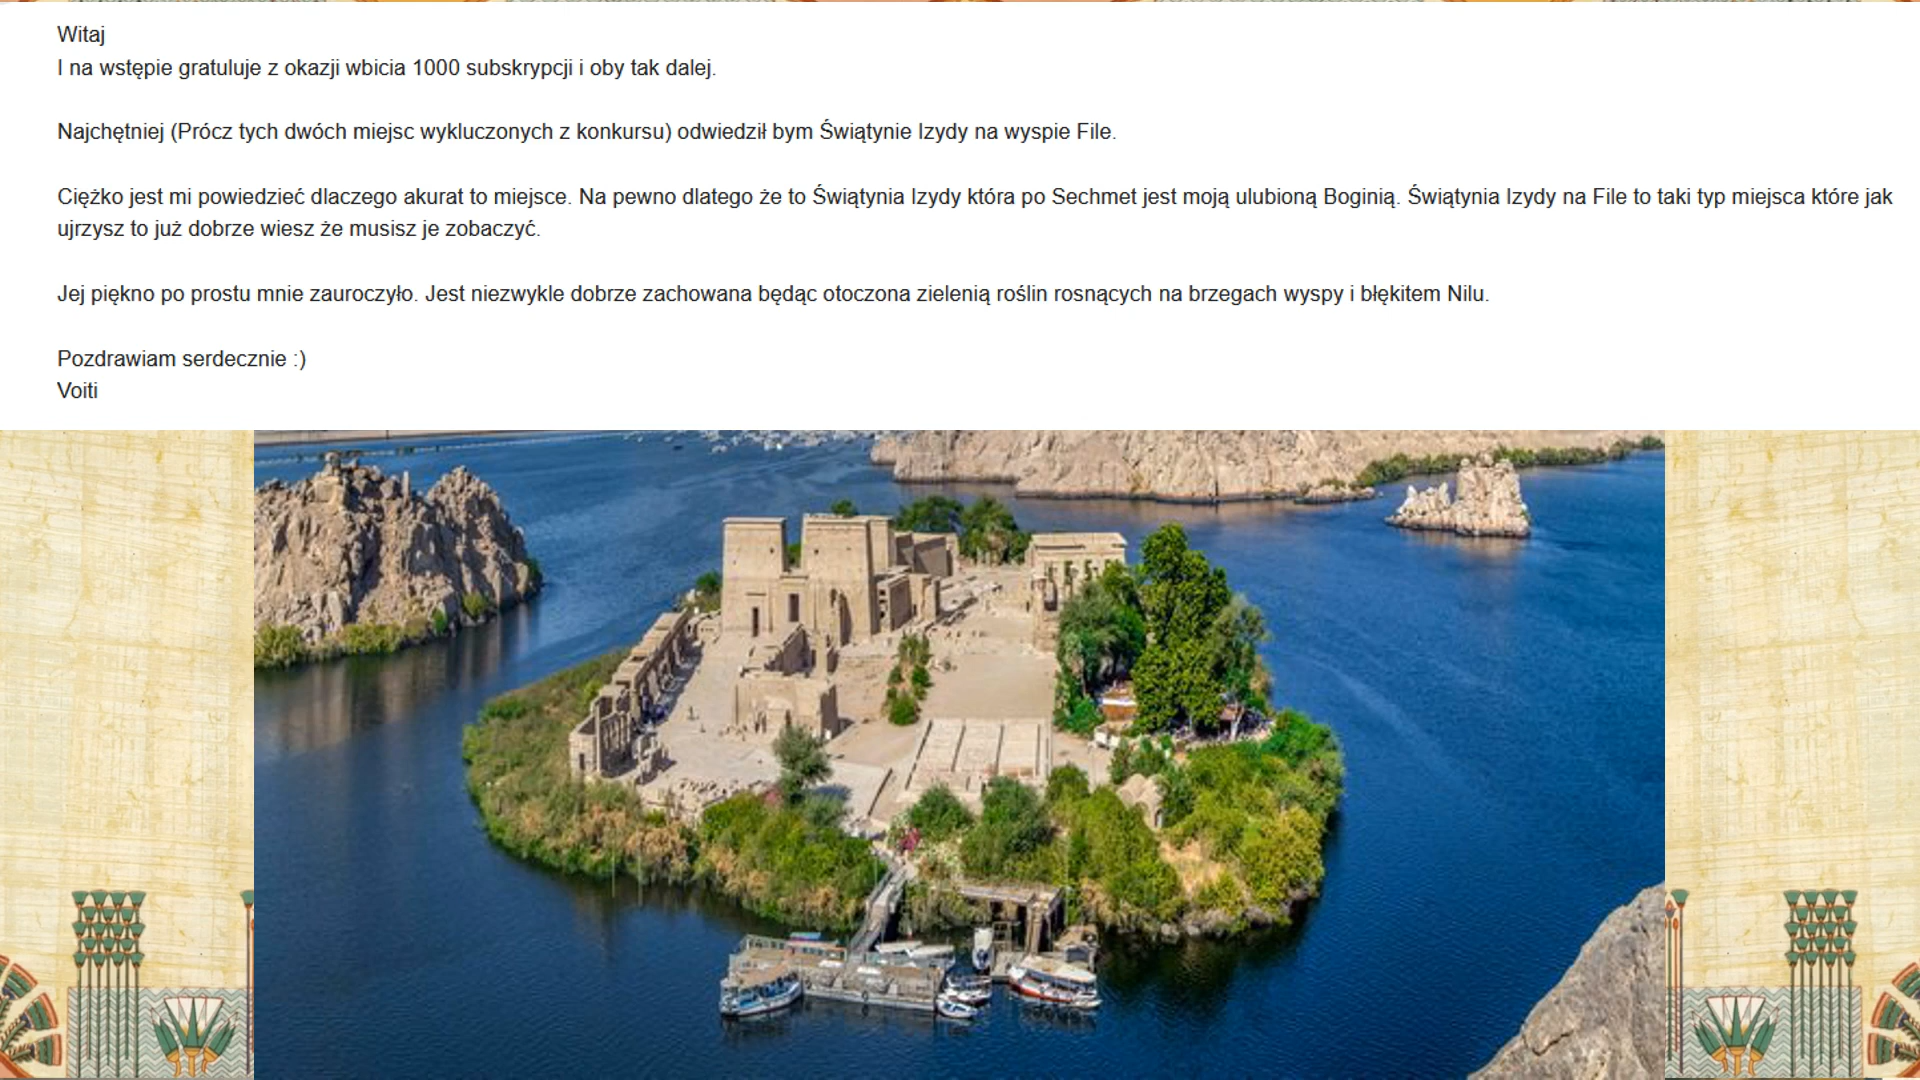 Witaj
I na wstępie gratuluje z okazji wbicia 1000 subskrypcji i oby tak dalej.
Najchętniej (Prócz tych dwóch miejsc wykluczonych z konkursu) odwiedził bym Świątynie Izydy na wyspie File.
Ciężko jest mi powiedzieć dlaczego akurat to miejsce. Na pewno dlatego że to Świątynia Izydy która po Sechmet jest moją ulubioną Boginią. Świątynia Izydy na File to taki typ miejsca które jak
ujrzysz to już dobrze wiesz że musisz je zobaczyć.
Jej piękno po prostu mnie zauroczyło. Jest niezwykle dobrze zachowana będąc otoczona zielenią roślin rosnących na brzegach wyspy i błękitem Nilu.
Pozdrawiam serdecznie :)
Voiti